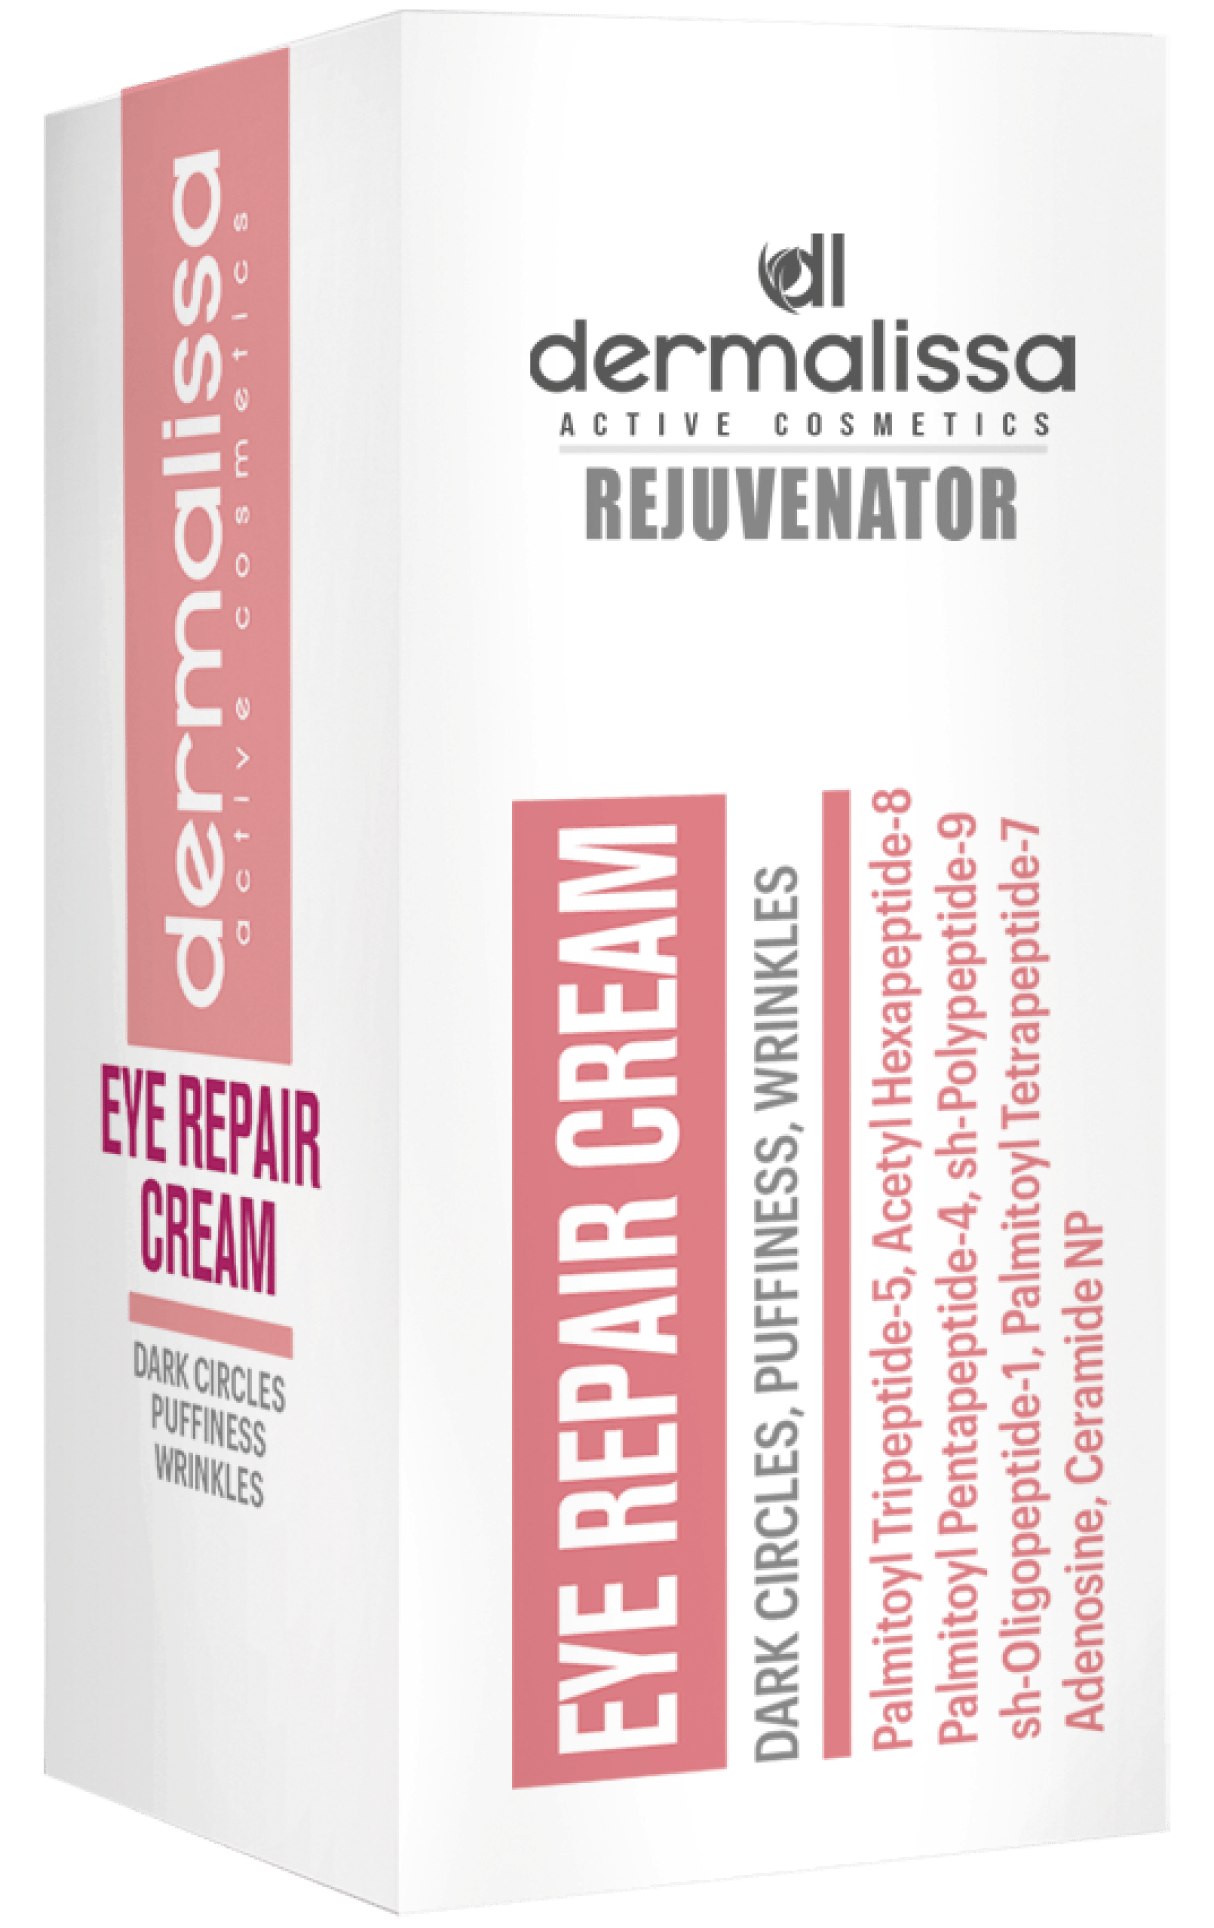 dermalissa
active cosmetics
EYE REPAIR
CREAM
DARK CIRCLES
PUFFINESS
WRINKLES
dl
dermalissa
ACTIVE COSMETICS
REJUVENATOR
EYE REPAIR CREAM
DARK CIRCLES, PUFFINESS, WRINKLES
Palmitoyl Tripeptide-5, Acetyl Hexapeptide-8
Palmitoyl Pentapeptide-4, sh-Polypeptide-9
sh-Oligopeptide-1, Palmitoyl Tetrapeptide-7
Adenosine, Ceramide NP